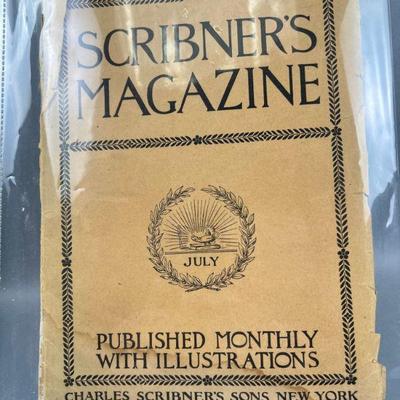 SCRIBNER'S
MAGAZINE
JULY
PUBLISHED MONTHLY
WITH ILLUSTRATIONS
CHARLES SCRIBNER'S SONS NEW YORK